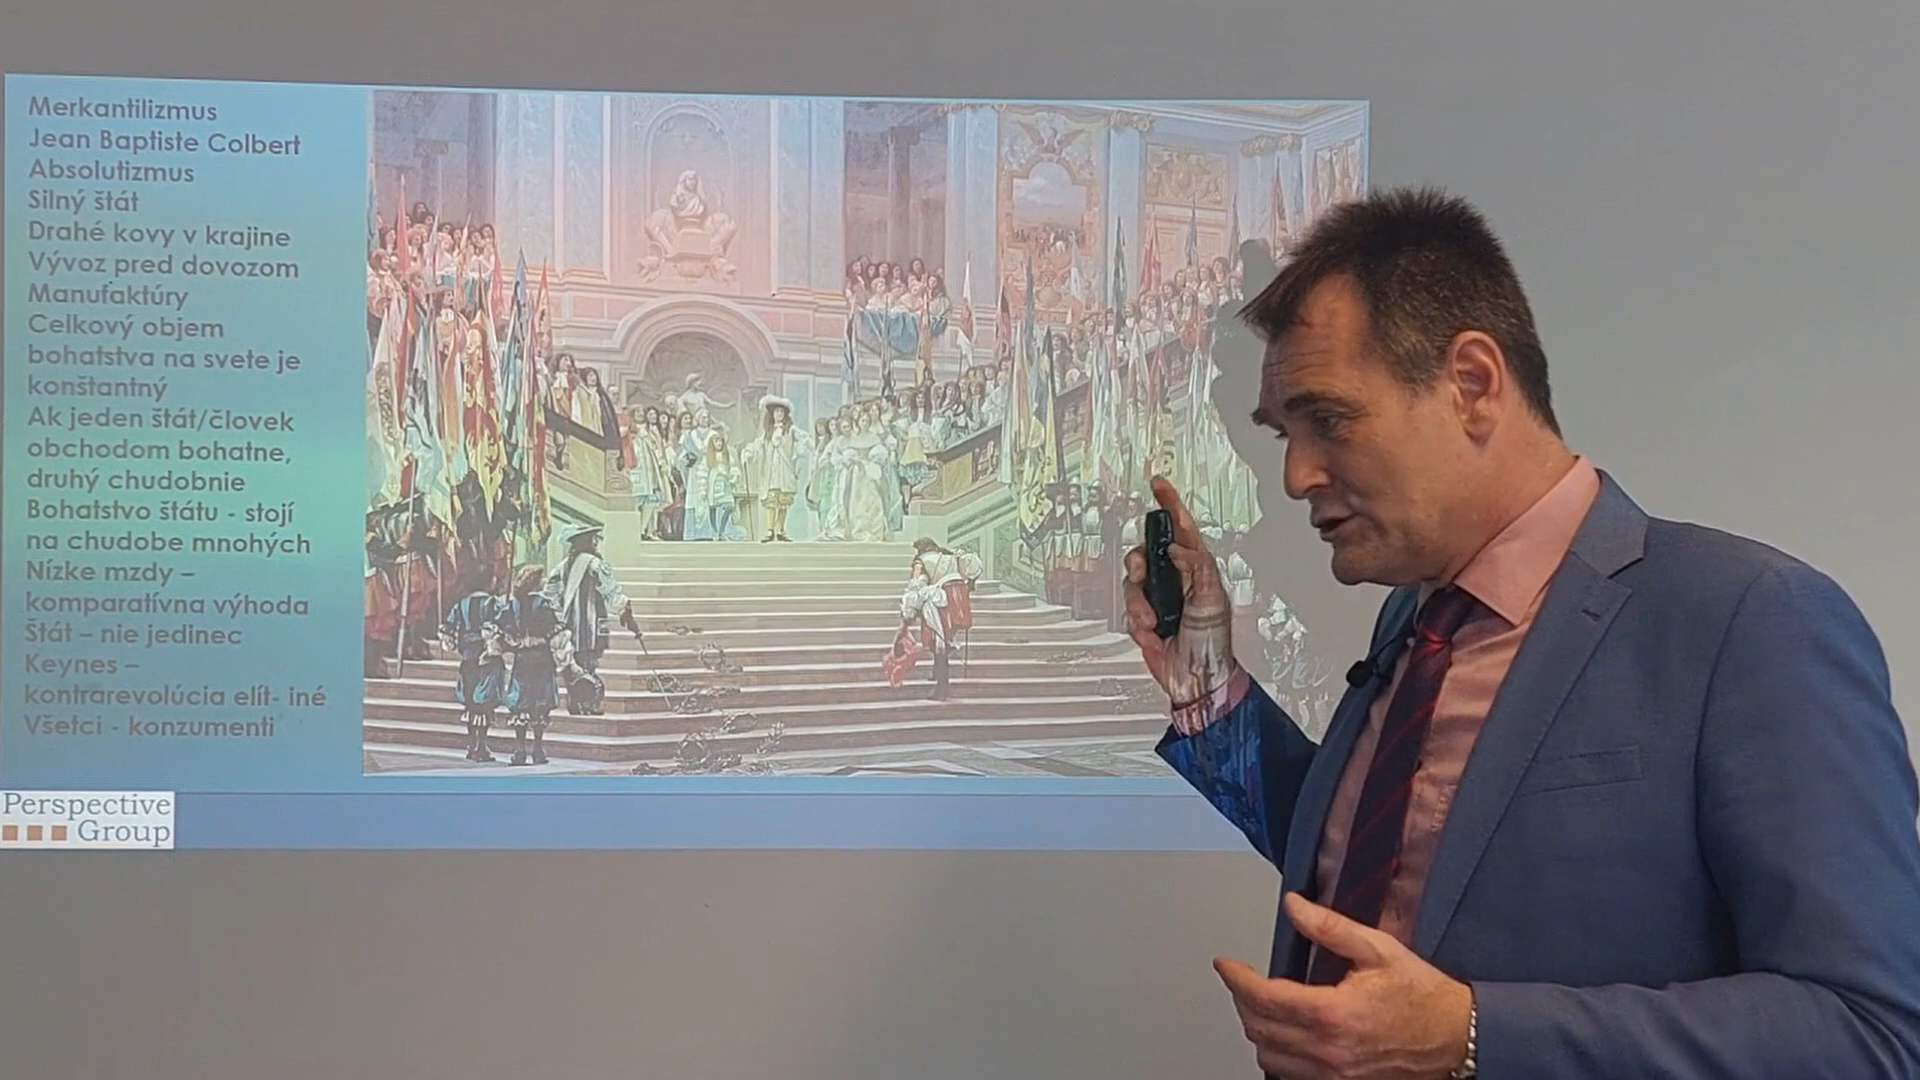 Merkantilizmus
Jean Baptiste Colbert
Absolutizmus
Silný štát
Drahé kovy v krajine
Vývoz pred dovozom
Manufaktúry
Celkový objem
bohatstva na svete je
konštantný
Ak jeden štát/človek
obchodom bohatne,
druhý chudobnie
Bohatstvo štátu - stojí
na chudobe mnohých
Nízke mzdy –
komparatívna výhoda
Štát – nie jedinec
Keynes –
kontrarevolúcia elít- iné
Všetci - konzumenti
Perspective
Group